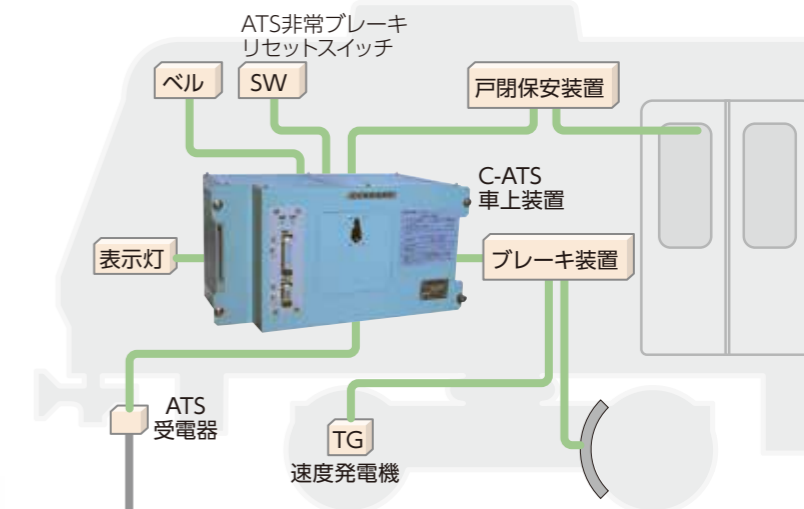 ATS非常ブレーキ
リセットスイッチ
ベル
SW
戸閉保安装置
C-ATS
車上装置
表示灯
ブレーキ装置
ATS
受電器
TG
速度発電機